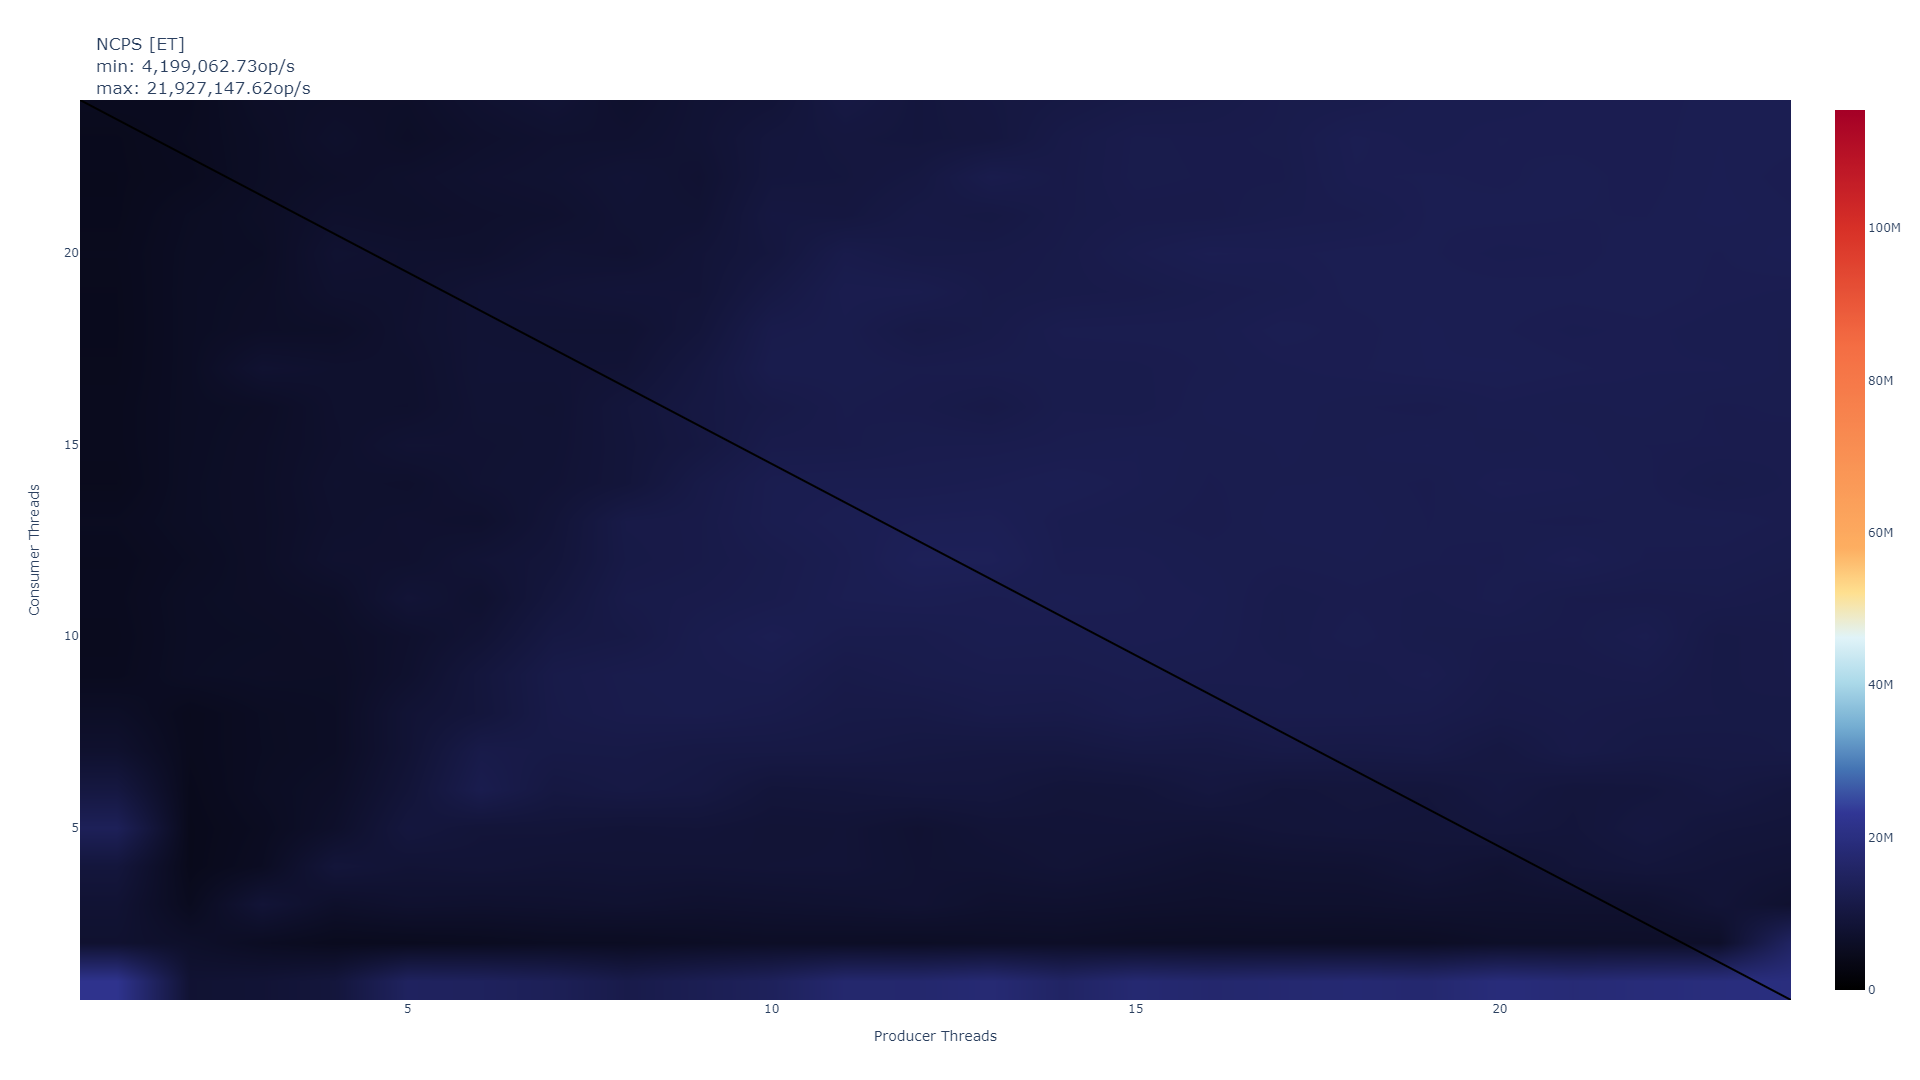 NCPS [ET]
min: 4,199,062.73op/s
max: 21,927,147.62op/s
Consumer Threads
20
15
10
5
5
10
15
20
Producer Threads
100M
80M
60M
40M
20M
0